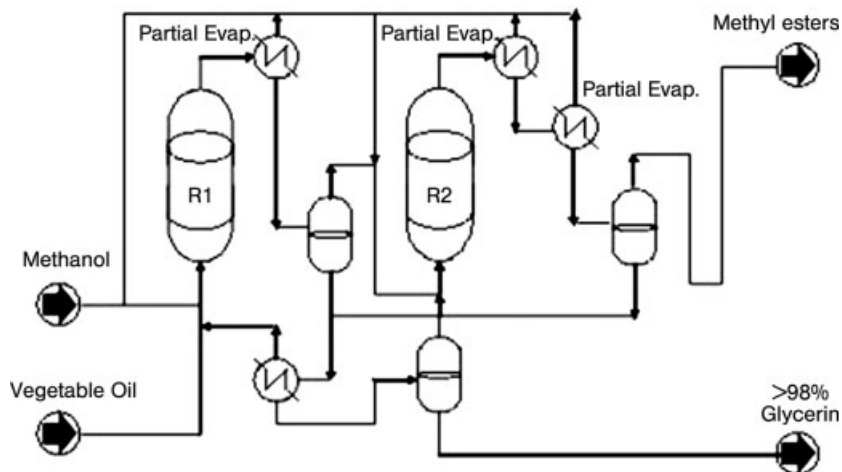 Partial Evap.
Partial Evap.
Methyl esters
Partial Evap.
R1
R2
Methanol
Vegetable Oil
>98%
Glycerin